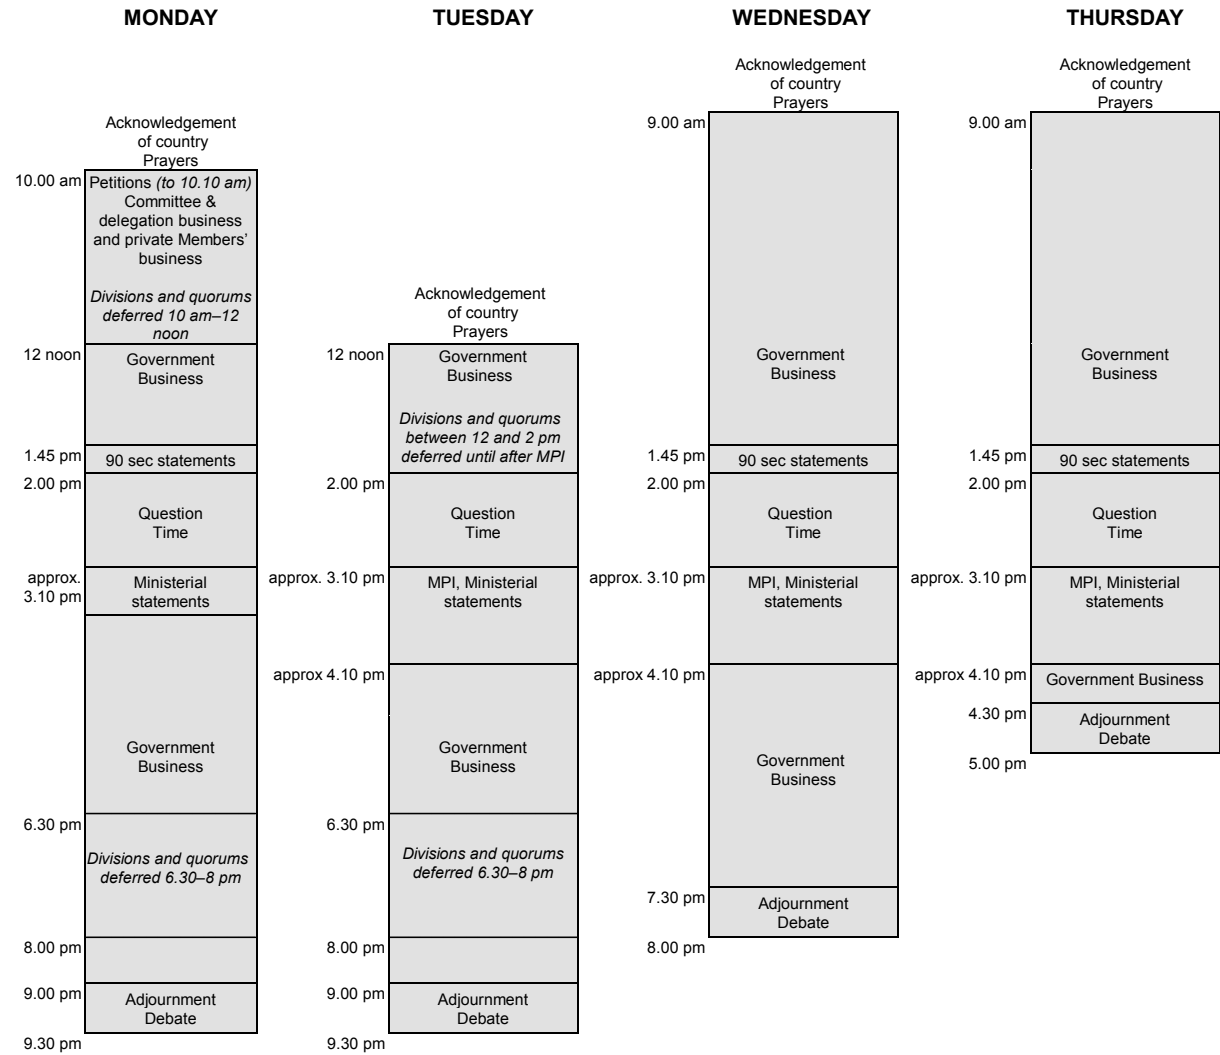 MONDAY
Acknowledgement
of country
Prayers
10.00 am
Petitions (to 10.10 am)
Committee &
delegation business
and private Members’
business
Divisions and quorums
deferred 10 am–12
noon
12 noon
Government
Business
1.45 pm
90 sec statements
2.00 pm
Question
Time
approx.
3.10 pm
Ministerial
statements
Government
Business
6.30 pm
Divisions and quorums
deferred 6.30–8 pm
8.00 pm
9.00 pm
Adjournment
Debate
9.30 pm
TUESDAY
Acknowledgement
of country
Prayers
12 noon
Government
Business
Divisions and quorums
between 12 and 2 pm
deferred until after MPI
2.00 pm
Question
Time
approx. 3.10 pm
MPI, Ministerial
statements
approx 4.10 pm
Government
Business
6.30 pm
Divisions and quorums
deferred 6.30–8 pm
8.00 pm
9.00 pm
Adjournment
Debate
9.30 pm
WEDNESDAY
Acknowledgement
of country
Prayers
9.00 am
Government
Business
1.45 pm
90 sec statements
2.00 pm
Question
Time
approx. 3.10 pm
MPI, Ministerial
statements
approx 4.10 pm
Government
Business
7.30 pm
Adjournment
Debate
8.00 pm
THURSDAY
Acknowledgement
of country
Prayers
9.00 am
Government
Business
1.45 pm
90 sec statements
2.00 pm
Question
Time
approx. 3.10 pm
MPI, Ministerial
statements
approx 4.10 pm
Government Business
4.30 pm
Adjournment
Debate
5.00 pm